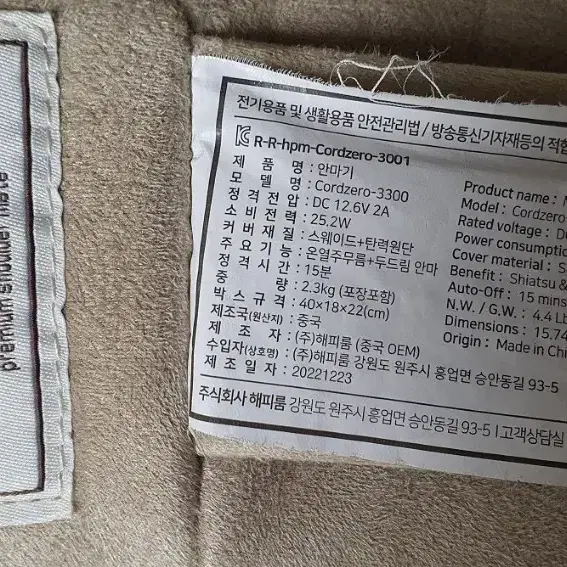 전기용품 및 생활용품 안전관리법 / 방송통신기자재등의 적합
R-R-hpm-Cordzero-3001
제 품 명 : 안마기
모 델 명 : Cordzero-3300
정 격 전 압 : DC 12.6V 2A
소 비 전 력 : 25.2W
커 버 재 질 : 스웨이드+탄력원단
주 요 기 능 : 온열주무름+두드림 안마
정 격 시 간 : 15분
중 량 : 2.3kg (포장포함)
박 스 규 격 : 40×18×22(cm)
제조국(원산지) : 중국
제 조 자 : (주)해피룸 (중국 OEM)
수입자(상호명) : (주)해피룸 강원도 원주시 흥업면 승안동길 93-5
제 조 일 자 : 20221223
주식회사 해피룸 강원도 원주시 흥업면 승안동길 93-5 | 고객상담실
Product name :
Model : Cordzero
Rated voltage : D
Power consumption
Cover material : S
Benefit : Shiatsu &
Auto-Off : 15 mins
N.W. / G.W. : 4.4 Lb
Dimensions : 15.74
Origin : Made in Chi
premium